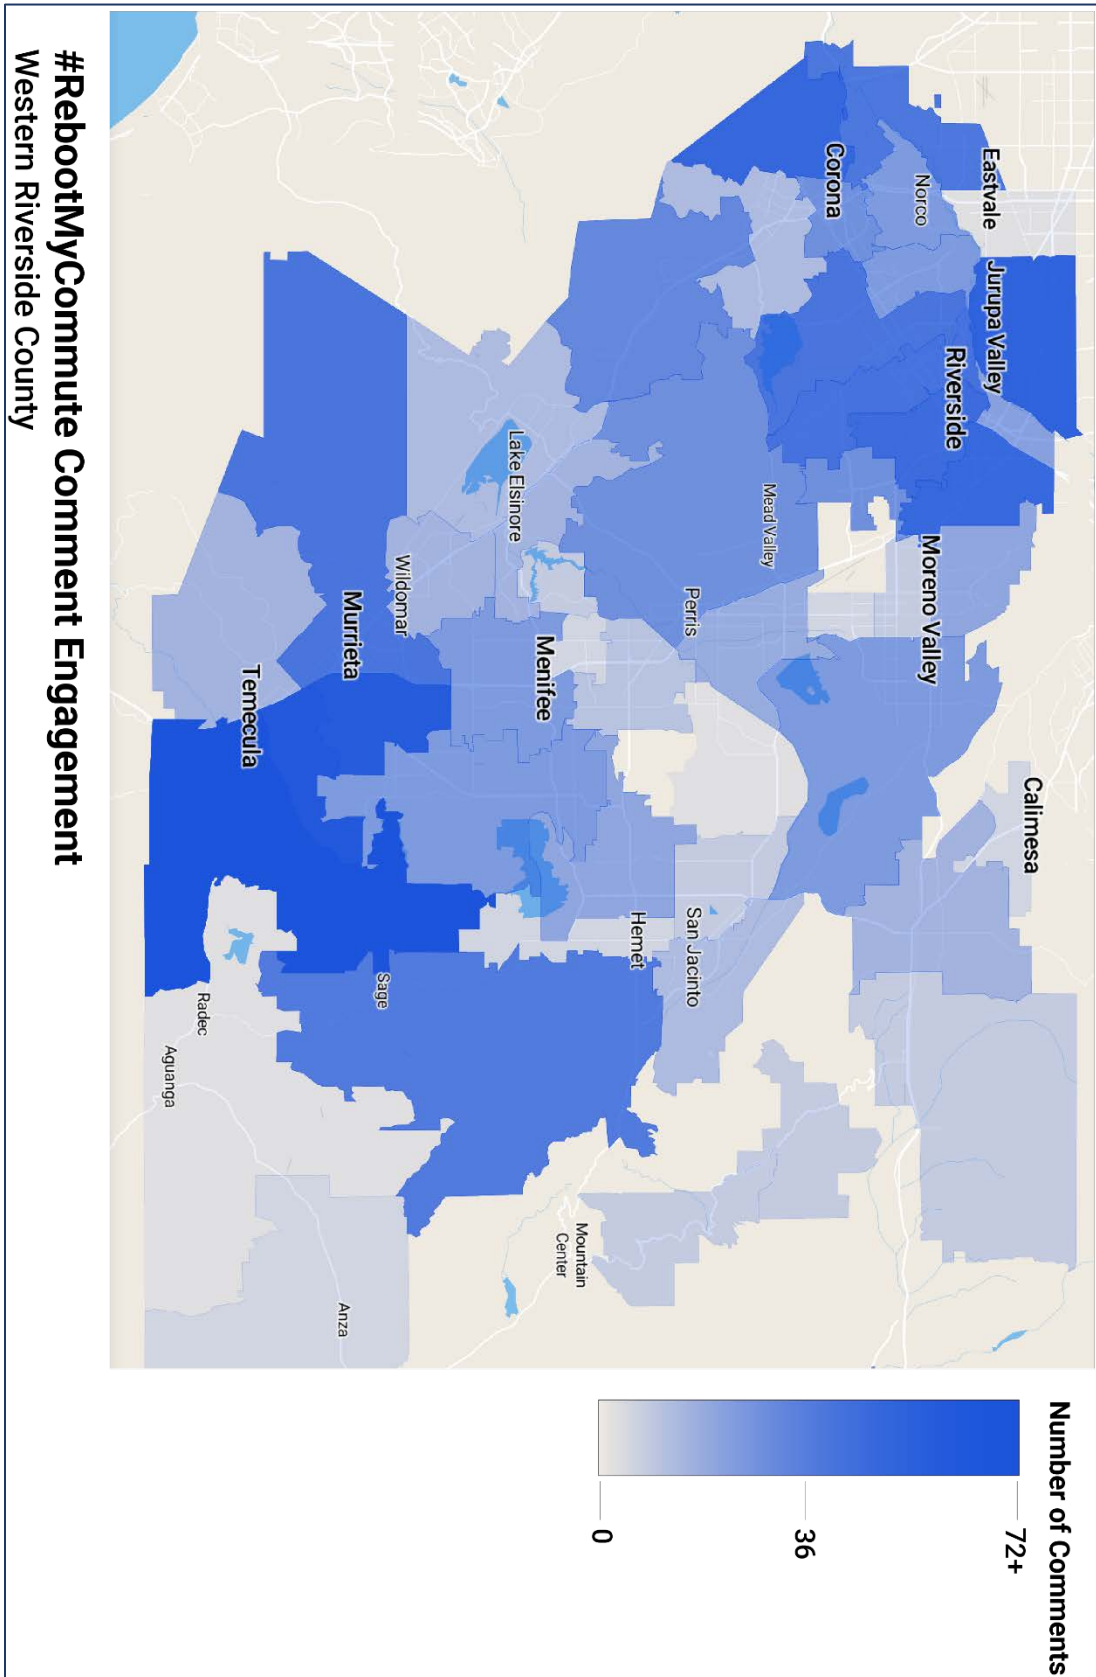 #RebootMyCommute Comment Engagement
Western Riverside County
Eastvale
Norco
Corona
Jurupa Valley
Riverside
Mead Valley
Moreno Valley
Calimesa
Perris
Lake Elsinore
Menifee
Wildomar
Murrieta
Temecula
San Jacinto
Hemet
Sage
Radec
Aguanga
Mountain
Center
Anza
Number of Comments
0
36
72+